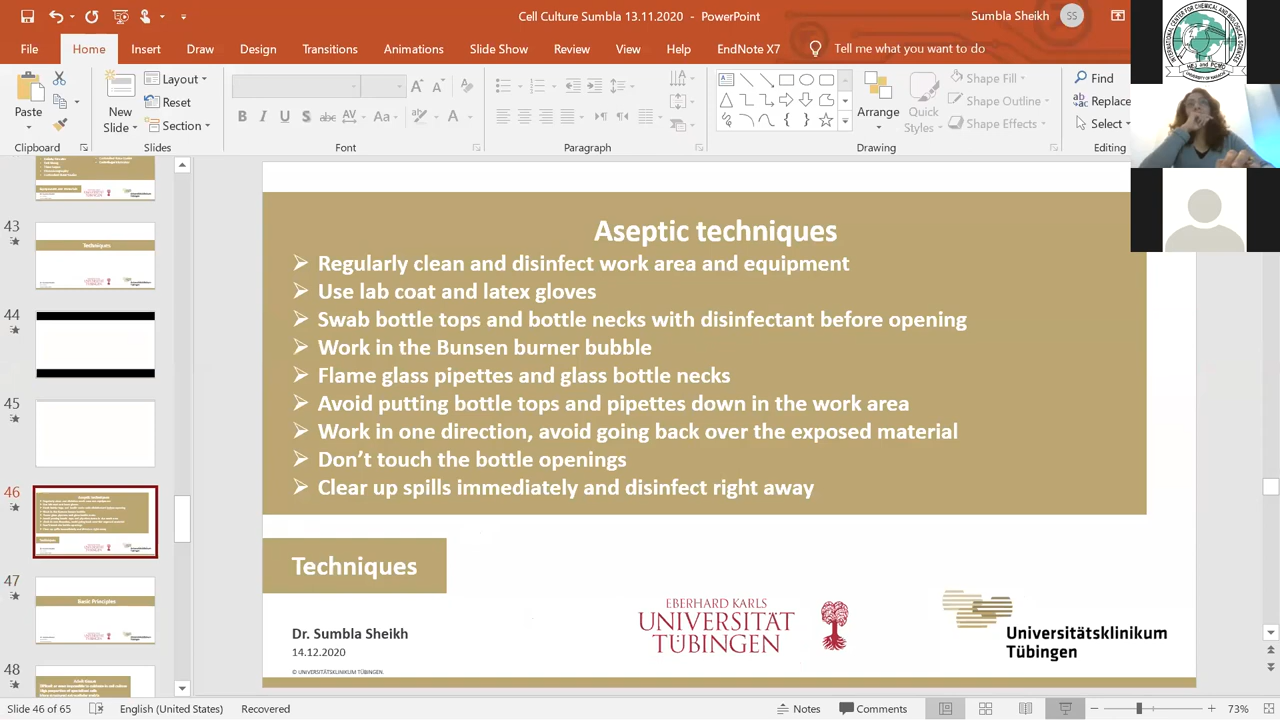 Cell Culture Sumbla 13.11.2020 - PowerPoint
Sumbla Sheikh
SS
File
Home
Insert
Draw
Design
Transitions
Animations
Slide Show
Review
View
Help
EndNote X7
Tell me what you want to do
Paste
New
Slide
Layout
Reset
Section
Shape Fill
Shape Outline
Shape Effects
Arrange
Quick
Styles
Find
Replace
Select
Clipboard
Slides
Font
Paragraph
Drawing
Editing
43
Techniques
44
45
46
Aseptic techniques
47
Basic Principles
48
Aseptic techniques
Regularly clean and disinfect work area and equipment
Use lab coat and latex gloves
Swab bottle tops and bottle necks with disinfectant before opening
Work in the Bunsen burner bubble
Flame glass pipettes and glass bottle necks
Avoid putting bottle tops and pipettes down in the work area
Work in one direction, avoid going back over the exposed material
Don’t touch the bottle openings
Clear up spills immediately and disinfect right away
Techniques
Dr. Sumbla Sheikh
14.12.2020
© UNIVERSITÄTSKLINIKUM TÜBINGEN.
EBERHARD KARLS
UNIVERSITÄT
TÜBINGEN
Universitätsklinikum
Tübingen
Slide 46 of 65
English (United States)
Recovered
Notes
Comments
73%